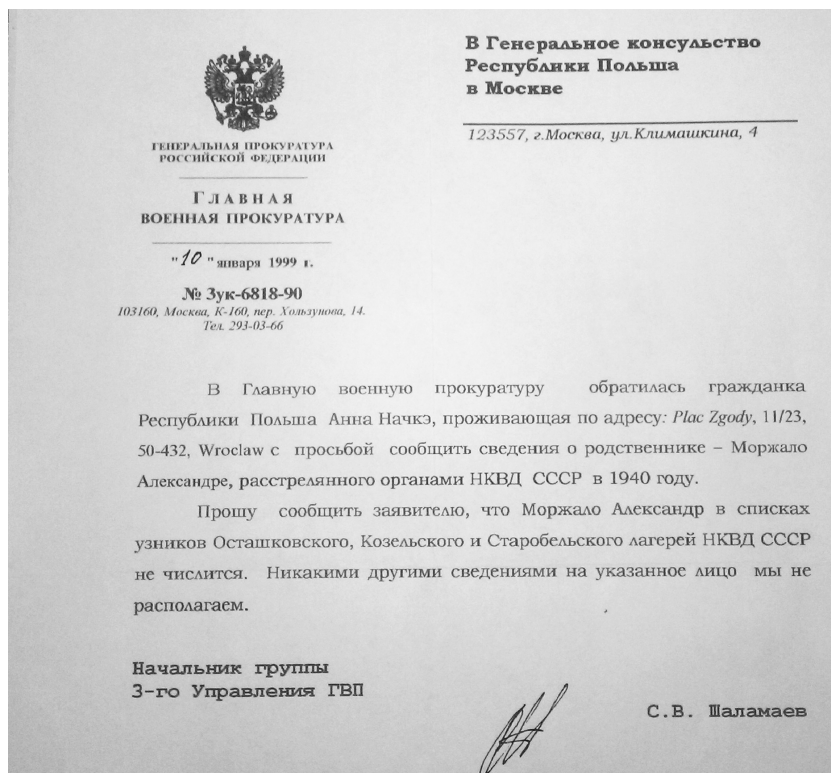 В Генеральное консульство
Республики Польша
в Москве
123557, г.Москва, ул.Климашкина, 4
ГЕНЕРАЛЬНАЯ ПРОКУРАТУРА
РОССИЙСКОЙ ФЕДЕРАЦИИ
ГЛАВНАЯ
ВОЕННАЯ ПРОКУРАТУРА
"10" января 1999 г.
№ 3ук-6818-90
103160, Москва, К-160, пер. Хользунова, 14.
Тел. 293-03-66
В Главную военную прокуратуру обратилась гражданка
Республики Польша Анна Начкэ, проживающая по адресу: Plac Zgody, 11/23,
50-432, Wroclaw с просьбой сообщить сведения о родственнике – Моржало
Александре, расстрелянного органами НКВД СССР в 1940 году.
Прошу сообщить заявителю, что Моржало Александр в списках
узников Осташковского, Козельского и Старобельского лагерей НКВД СССР
не числится. Никакими другими сведениями на указанное лицо мы не
располагаем.
Начальник группы
3-го Управления ГВП
С.В. Шаламаев